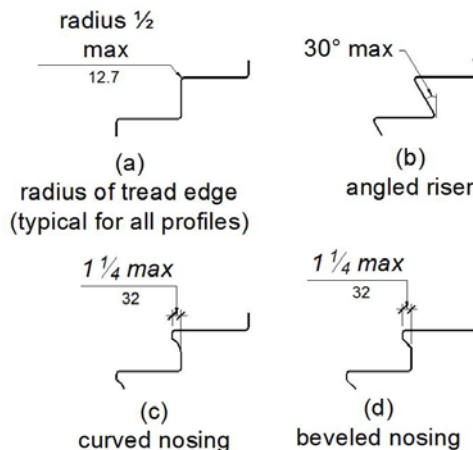 radius ½
max
12.7
(a)
radius of tread edge
(typical for all profiles)
30° max
(b)
angled riser
1 ¼ max
32
(c)
curved nosing
1 ¼ max
32
(d)
beveled nosing